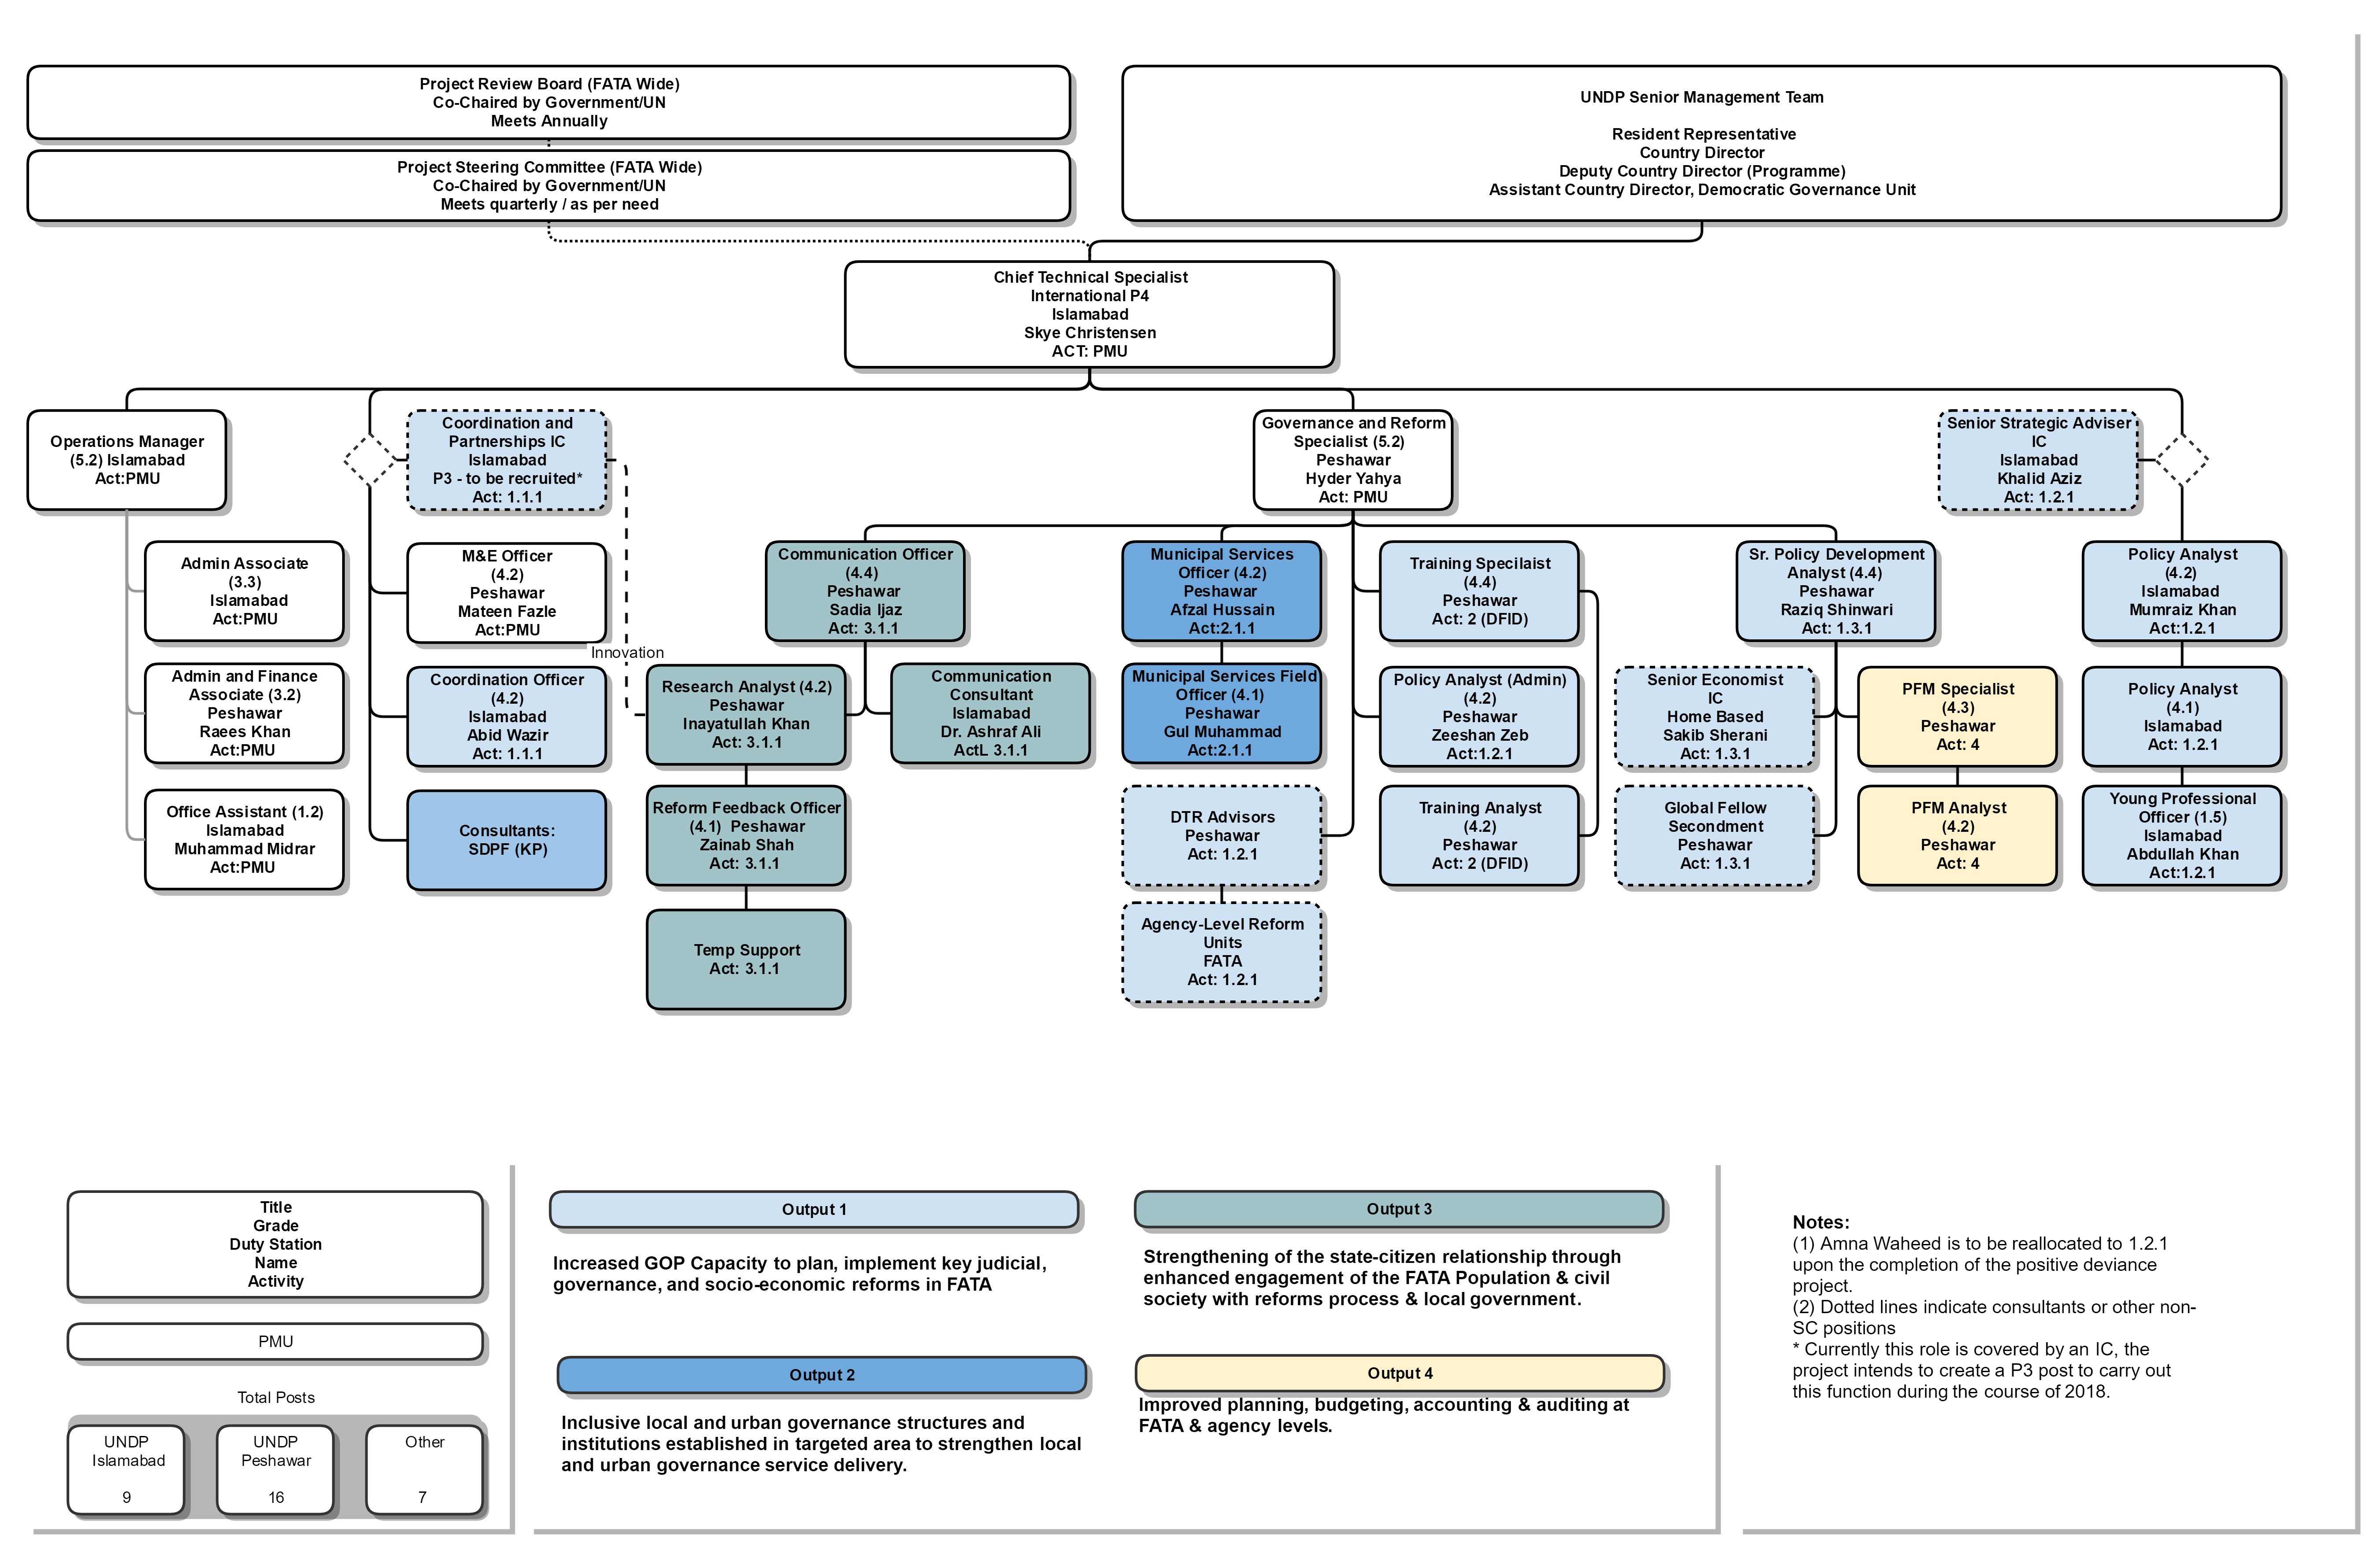 Project Review Board (FATA Wide)
Co-Chaired by Government/UN
Meets Annually
Project Steering Committee (FATA Wide)
Co-Chaired by Government/UN
Meets quarterly / as per need
UNDP Senior Management Team
Resident Representative
Country Director
Deputy Country Director (Programme)
Assistant Country Director, Democratic Governance Unit
Chief Technical Specialist
International P4
Islamabad
Skye Christensen
ACT: PMU
Operations Manager
(5.2) Islamabad
Act:PMU
Coordination and
Partnerships IC
Islamabad
P3 - to be recruited*
Act: 1.1.1
Governance and Reform
Specialist (5.2)
Peshawar
Hyder Yahya
Act: PMU
Senior Strategic Adviser
IC
Islamabad
Khalid Aziz
Act: 1.2.1
Admin Associate
(3.3)
Islamabad
Act:PMU
M&E Officer
(4.2)
Peshawar
Mateen Fazle
Act:PMU
Innovation
Communication Officer
(4.4)
Peshawar
Sadia Ijaz
Act: 3.1.1
Municipal Services
Officer (4.2)
Peshawar
Afzal Hussain
Act:2.1.1
Training Specilaist
(4.4)
Peshawar
Act: 2 (DFID)
Sr. Policy Development
Analyst (4.4)
Peshawar
Raziq Shinwari
Act: 1.3.1
Policy Analyst
(4.2)
Islamabad
Mumraiz Khan
Act:1.2.1
Admin and Finance
Associate (3.2)
Peshawar
Raees Khan
Act:PMU
Coordination Officer
(4.2)
Islamabad
Abid Wazir
Act: 1.1.1
Research Analyst (4.2)
Peshawar
Inayatullah Khan
Act: 3.1.1
Communication
Consultant
Islamabad
Dr. Ashraf Ali
ActL 3.1.1
Municipal Services Field
Officer (4.1)
Peshawar
Gul Muhammad
Act:2.1.1
Policy Analyst (Admin)
(4.2)
Peshawar
Zeeshan Zeb
Act:1.2.1
Senior Economist
IC
Home Based
Sakib Sherani
Act: 1.3.1
PFM Specialist
(4.3)
Peshawar
Act: 4
Policy Analyst
(4.1)
Islamabad
Act: 1.2.1
Office Assistant (1.2)
Islamabad
Muhammad Midrar
Act:PMU
Consultants:
SDPF (KP)
Reform Feedback Officer
(4.1) Peshawar
Zainab Shah
Act: 3.1.1
DTR Advisors
Peshawar
Act: 1.2.1
Training Analyst
(4.2)
Peshawar
Act: 2 (DFID)
Global Fellow
Secondment
Peshawar
Act: 1.3.1
PFM Analyst
(4.2)
Peshawar
Act: 4
Young Professional
Officer (1.5)
Islamabad
Abdullah Khan
Act:1.2.1
Temp Support
Act: 3.1.1
Agency-Level Reform
Units
FATA
Act: 1.2.1
Title
Grade
Duty Station
Name
Activity
PMU
Total Posts
UNDP
Islamabad
9
UNDP
Peshawar
16
Other
7
Output 1
Increased GOP Capacity to plan, implement key judicial,
governance, and socio-economic reforms in FATA
Output 2
Inclusive local and urban governance structures and
institutions established in targeted area to strengthen local
and urban governance service delivery.
Output 3
Strengthening of the state-citizen relationship through
enhanced engagement of the FATA Population & civil
society with reforms process & local government.
Output 4
Improved planning, budgeting, accounting & auditing at
FATA & agency levels.
Notes:
(1) Amna Waheed is to be reallocated to 1.2.1
upon the completion of the positive deviance
project.
(2) Dotted lines indicate consultants or other non-
SC positions
* Currently this role is covered by an IC, the
project intends to create a P3 post to carry out
this function during the course of 2018.